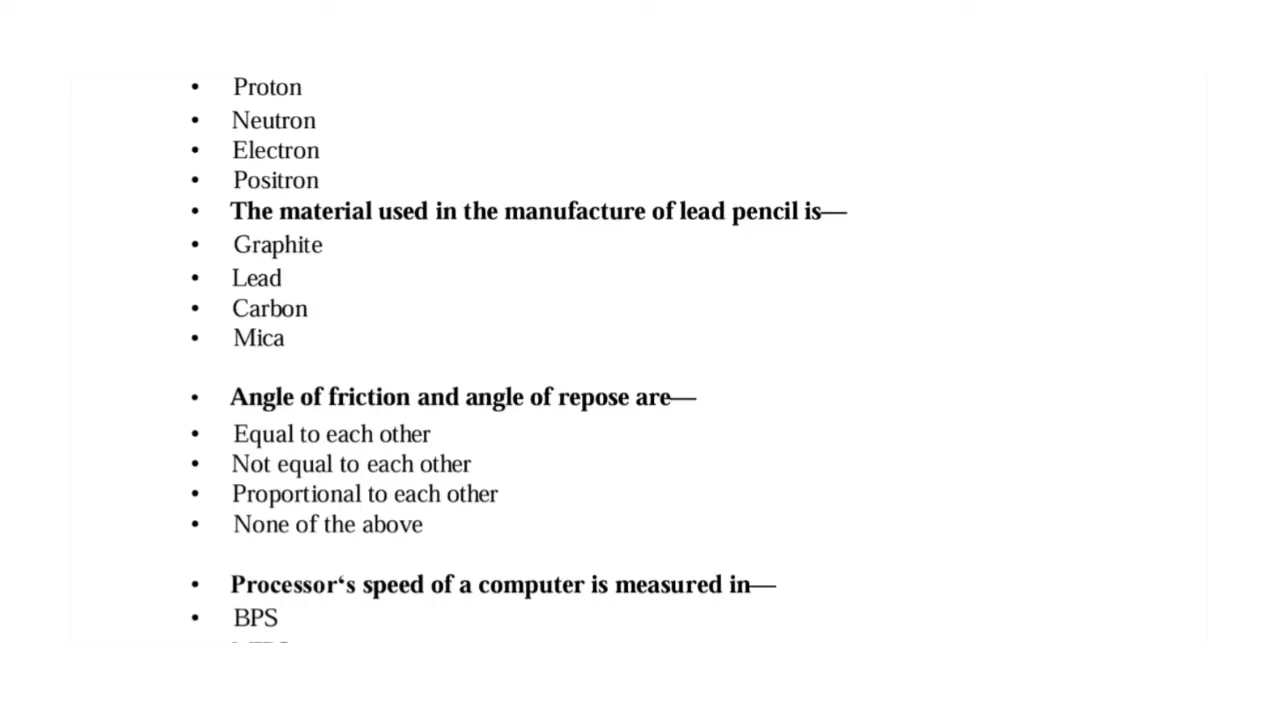 • Proton
• Neutron
• Electron
• Positron
• The material used in the manufacture of lead pencil is—
• Graphite
• Lead
• Carbon
• Mica
• Angle of friction and angle of repose are—
• Equal to each other
• Not equal to each other
• Proportional to each other
• None of the above
• Processor‘s speed of a computer is measured in—
• BPS